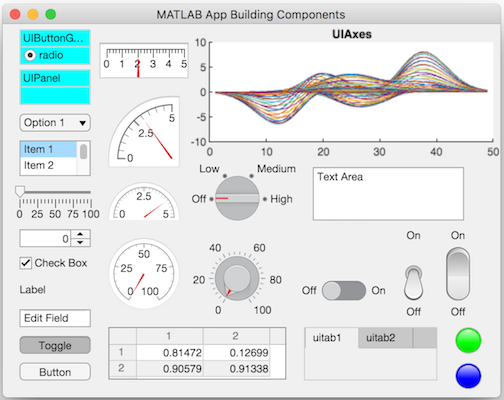 MATLAB App Building Components
UIButtonG...
radio
UIPanel
Option 1
Item 1
Item 2
0 25 50 75 100
0
Check Box
Label
Edit Field
Toggle
Button
0 1 2 3 4 5
0 2.5 5
0 2.5 5
0 25 50 75 100
UIAxes
10
5
0
-5
-10
0 10 20 30 40 50
Off Low Medium High
0 20 40 60 80 100
Text Area
Off On
On Off
On Off
1 2
1 0.81472 0.12699
2 0.90579 0.91338
uitab1 uitab2